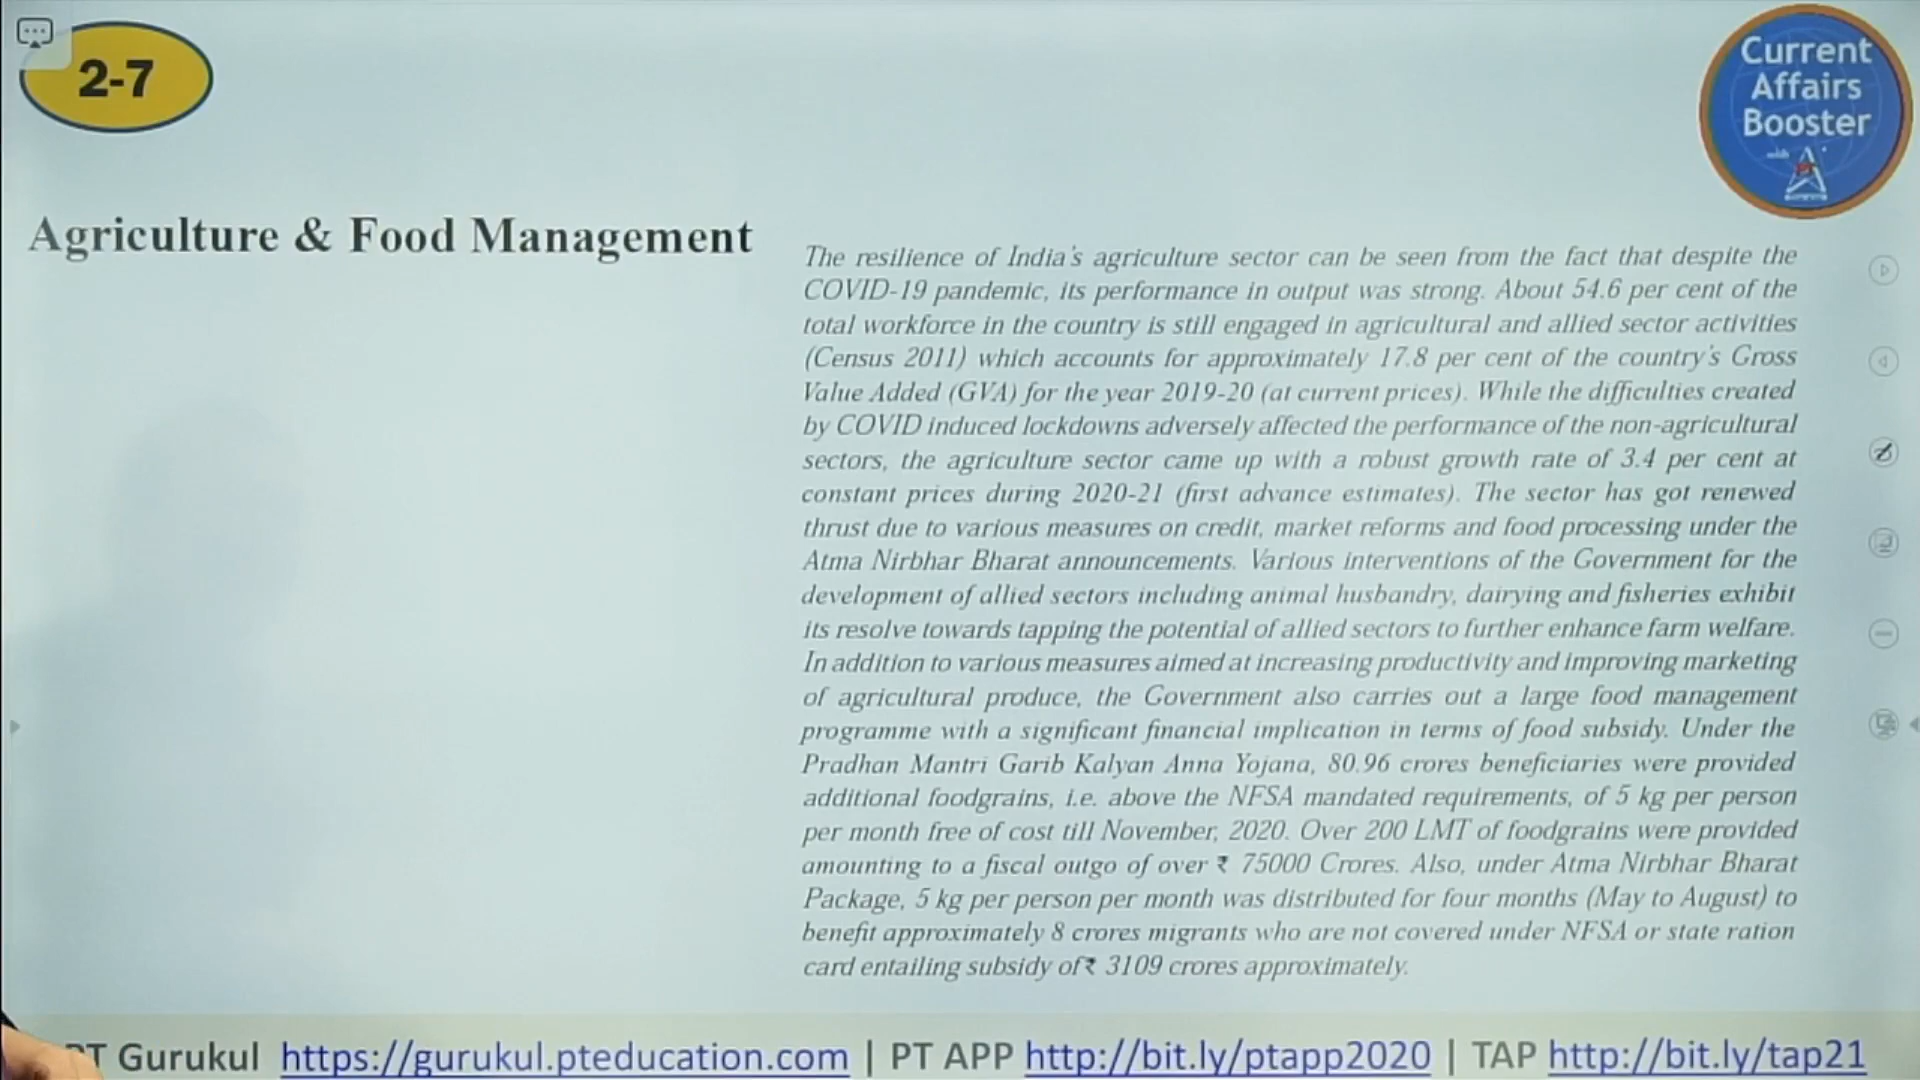 2-7
Current
Affairs
Booster
with
Agriculture & Food Management
The resilience of India's agriculture sector can be seen from the fact that despite the
COVID-19 pandemic, its performance in output was strong. About 54.6 per cent of the
total workforce in the country is still engaged in agricultural and allied sector activities
(Census 2011) which accounts for approximately 17.8 per cent of the country's Gross
Value Added (GVA) for the year 2019-20 (at current prices). While the difficulties created
by COVID induced lockdowns adversely affected the performance of the non-agricultural
sectors, the agriculture sector came up with a robust growth rate of 3.4 per cent at
constant prices during 2020-21 (first advance estimates). The sector has got renewed
thrust due to various measures on credit, market reforms and food processing under the
Atma Nirbhar Bharat announcements. Various interventions of the Government for the
development of allied sectors including animal husbandry, dairying and fisheries exhibit
its resolve towards tapping the potential of allied sectors to further enhance farm welfare.
In addition to various measures aimed at increasing productivity and improving marketing
of agricultural produce, the Government also carries out a large food management
programme with a significant financial implication in terms of food subsidy. Under the
Pradhan Mantri Garib Kalyan Anna Yojana, 80.96 crores beneficiaries were provided
additional foodgrains, i.e. above the NFSA mandated requirements, of 5 kg per person
per month free of cost till November, 2020. Over 200 LMT of foodgrains were provided
amounting to a fiscal outgo of over ₹ 75000 Crores. Also, under Atma Nirbhar Bharat
Package, 5 kg per person per month was distributed for four months (May to August) to
benefit approximately 8 crores migrants who are not covered under NFSA or state ration
card entailing subsidy of₹ 3109 crores approximately.
PT Gurukul https://gurukul.pteducation.com | PT APP http://bit.ly/ptapp2020 | TAP http://bit.ly/tap21